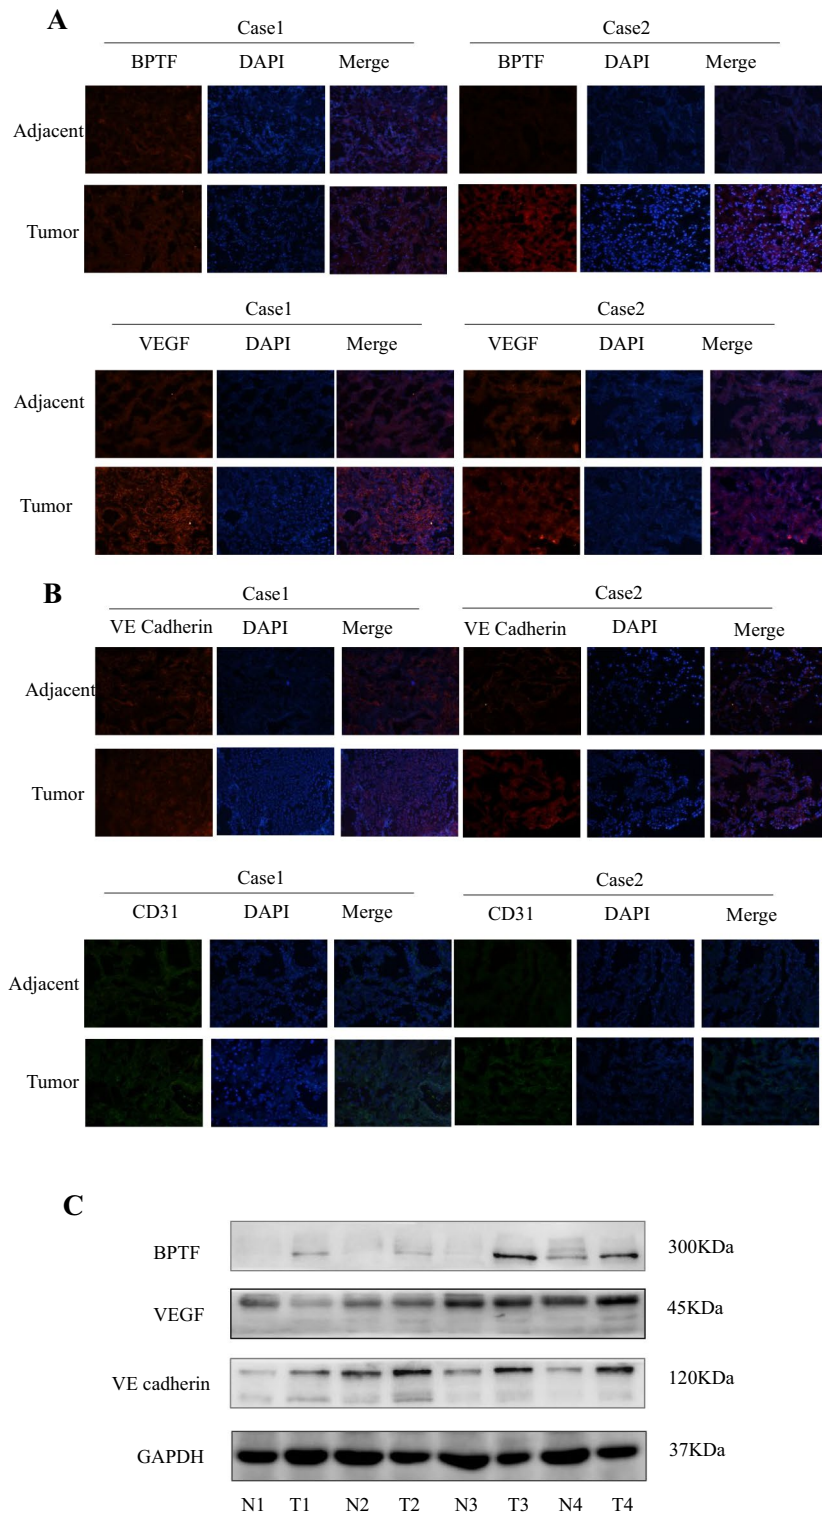 A
Case1 Case2
BPTF DAPI Merge BPTF DAPI Merge
Adjacent
Tumor
Case1 Case2
VEGF DAPI Merge VEGF DAPI Merge
Adjacent
Tumor
B
Case1 Case2
VE Cadherin DAPI Merge VE Cadherin DAPI Merge
Adjacent
Tumor
Case1 Case2
CD31 DAPI Merge CD31 DAPI Merge
Adjacent
Tumor
C
BPTF 300KDa
VEGF 45KDa
VE cadherin 120KDa
GAPDH 37KDa
N1 T1 N2 T2 N3 T3 N4 T4